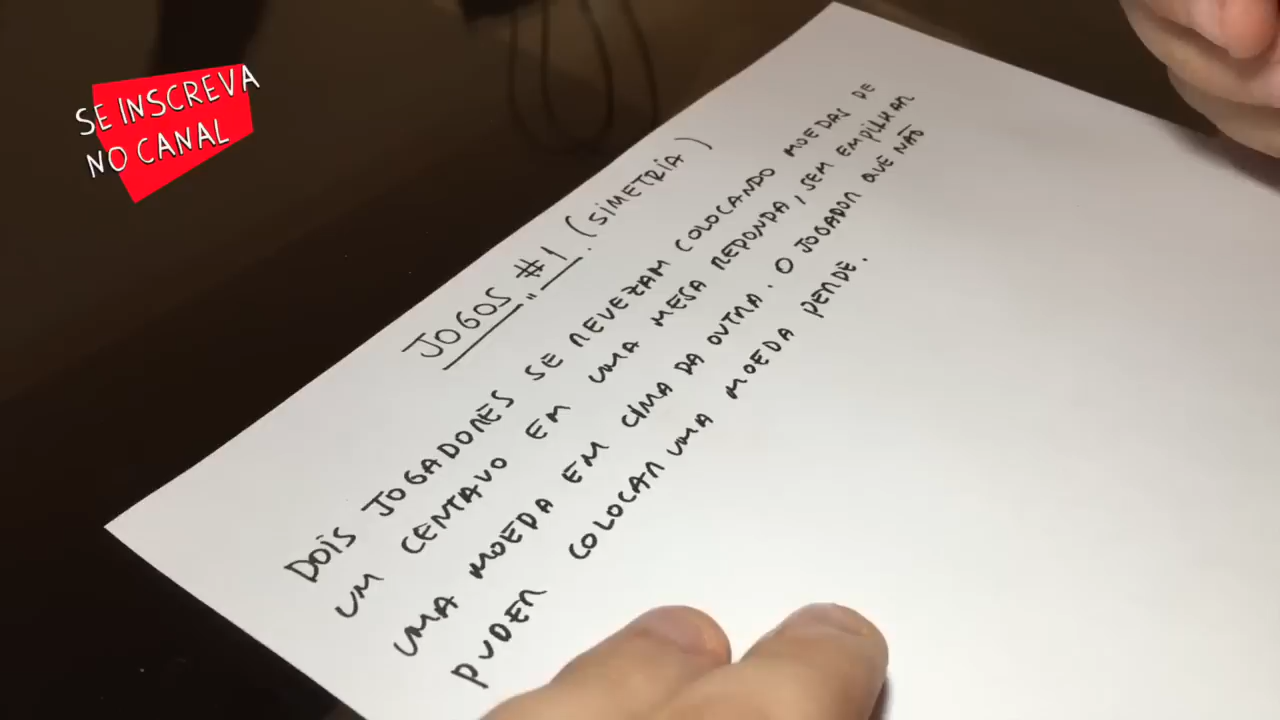 SE INSCREVA
NO CANAL
JOGOS #1 (SIMETRIA)
DOIS JOGADORES SE REVEZAM COLOCANDO MOEDAS DE
UM CENTAVO EM UMA MESA REDONDA, SEM EMPILHAR
UMA MOEDA EM CIMA DA OUTRA. O JOGADOR QUE NÃO
PUDER COLOCAR UMA MOEDA PERDE.